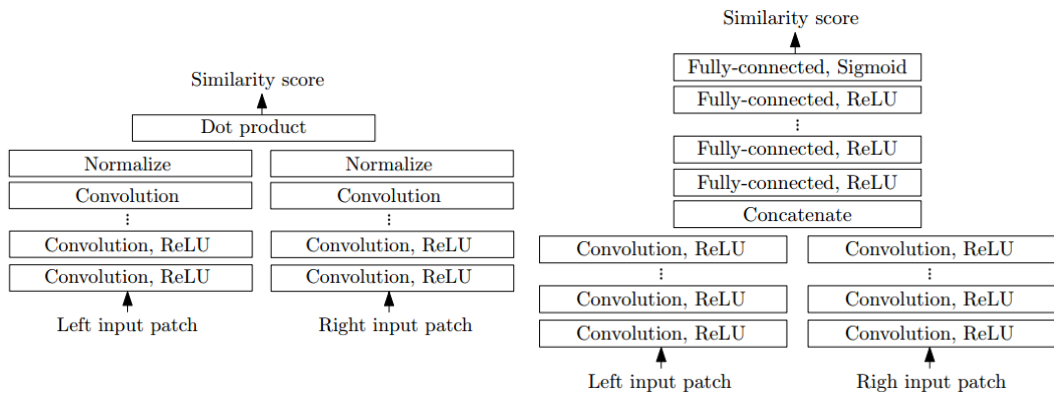 Similarity score
Dot product
Normalize
Normalize
Convolution
Convolution
Convolution, ReLU
Convolution, ReLU
Convolution, ReLU
Convolution, ReLU
Left input patch
Right input patch
Similarity score
Fully-connected, Sigmoid
Fully-connected, ReLU
Fully-connected, ReLU
Fully-connected, ReLU
Concatenate
Convolution, ReLU
Convolution, ReLU
Convolution, ReLU
Convolution, ReLU
Convolution, ReLU
Convolution, ReLU
Left input patch
Righ input patch